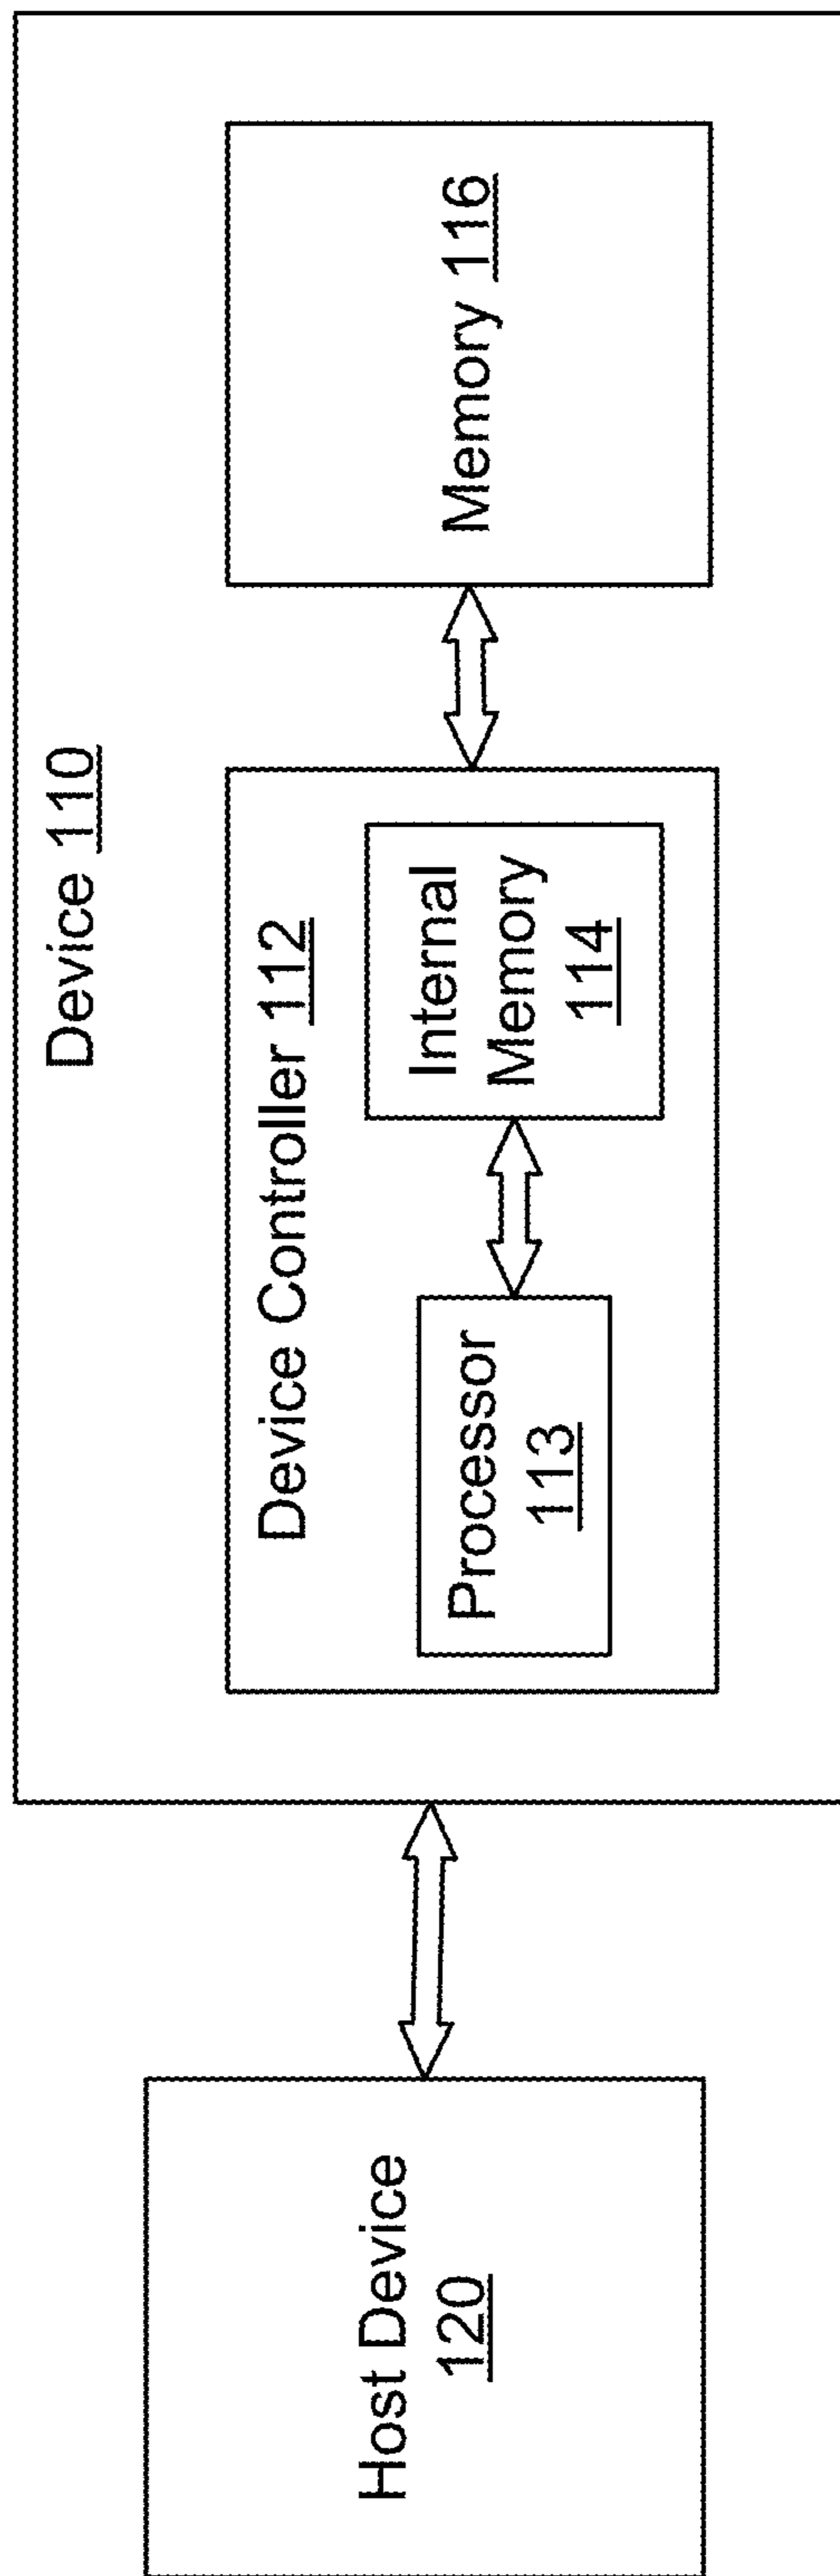 Device 110
Device Controller 112
Processor
113
Internal
Memory
114
Memory 116
Host Device
120